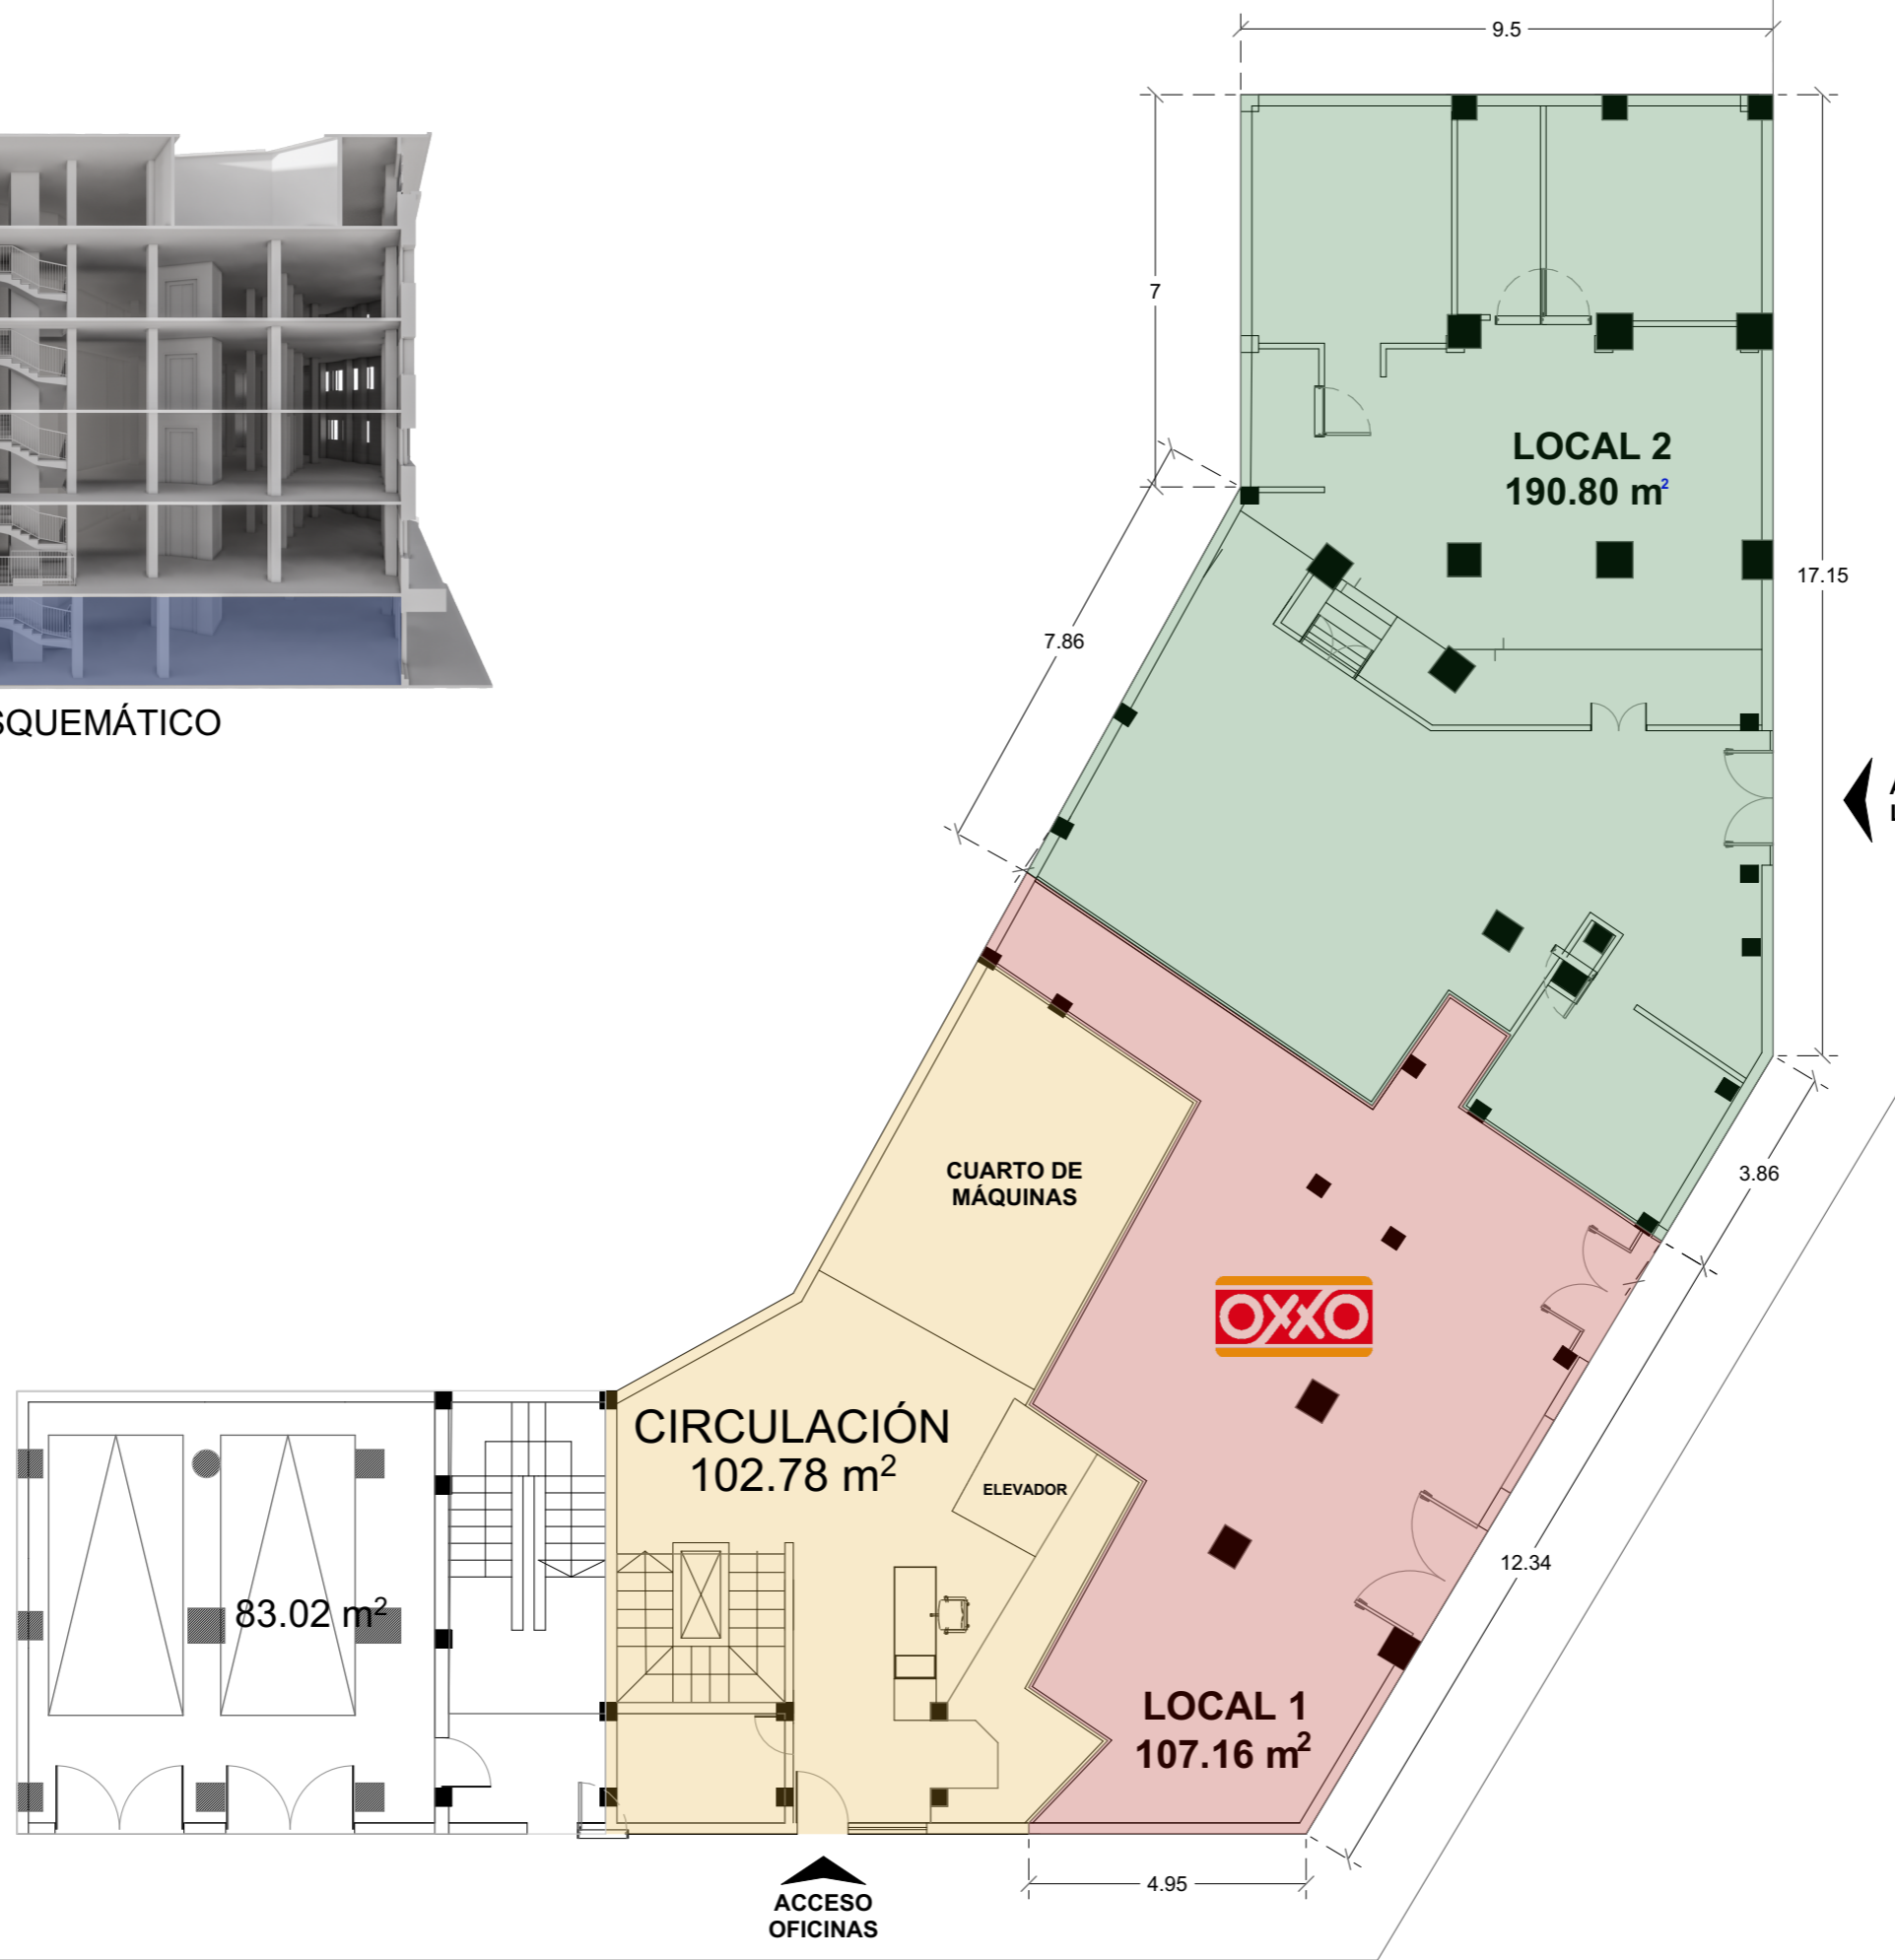 9.5
7
LOCAL 2
190.80 m²
17.15
7.86
SQUEMÁTICO
3.86
CUARTO DE
MÁQUINAS
OXXO
CIRCULACIÓN
102.78 m²
ELEVADOR
12.34
83.02 m²
LOCAL 1
107.16 m²
4.95
ACCESO
OFICINAS